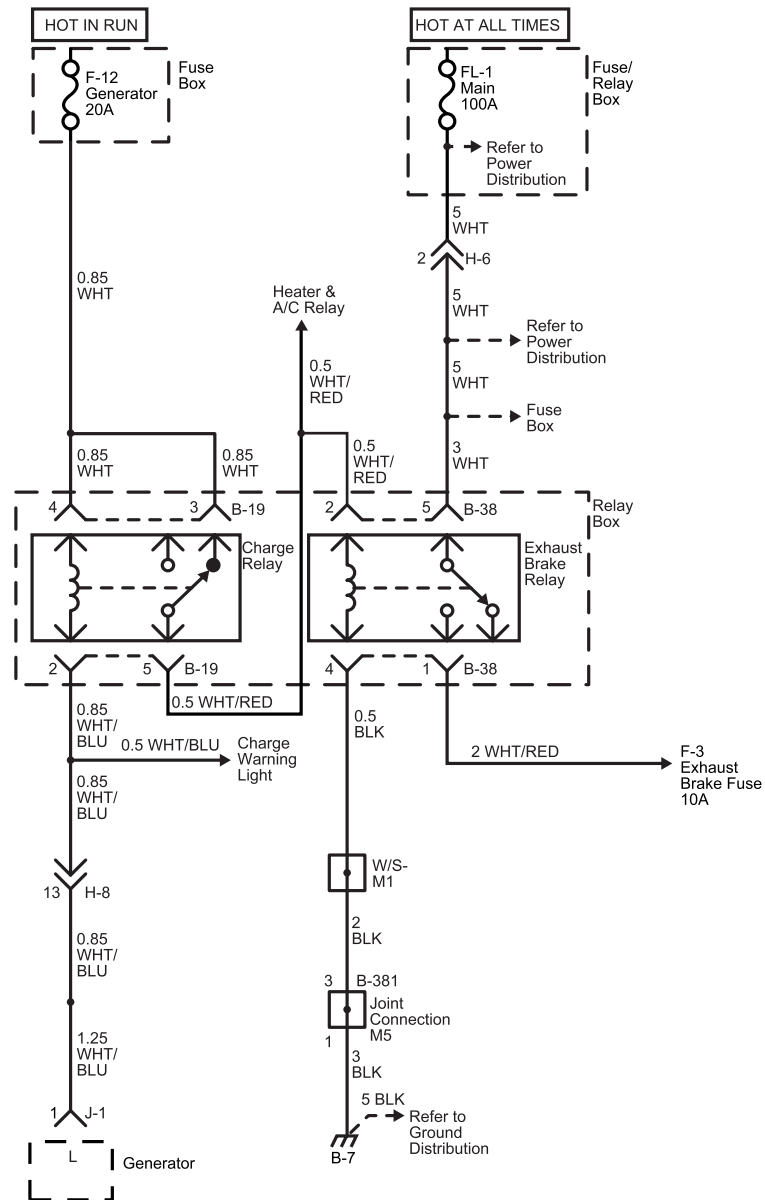 HOT IN RUN
HOT AT ALL TIMES
F-12
Generator
20A
Fuse
Box
FL-1
Main
100A
Fuse/
Relay
Box
Refer to
Power
Distribution
5
WHT
2
H-6
0.85
WHT
Heater &
A/C Relay
5
WHT
Refer to
Power
Distribution
0.5
WHT/
RED
5
WHT
Fuse
Box
0.85
WHT
0.85
WHT
0.5
WHT/
RED
3
WHT
4
3
B-19
2
5
B-38
Relay
Box
Charge
Relay
Exhaust
Brake
Relay
2
5
B-19
4
1
B-38
0.5 WHT/RED
0.85
WHT/
BLU
0.5 WHT/BLU
Charge
Warning
Light
0.5
BLK
2 WHT/RED
F-3
Exhaust
Brake Fuse
10A
0.85
WHT/
BLU
W/S-
M1
13
H-8
2
BLK
0.85
WHT/
BLU
3
B-381
Joint
Connection
M5
1
1.25
WHT/
BLU
3
BLK
5 BLK
Refer to
Ground
Distribution
1
J-1
B-7
L
Generator